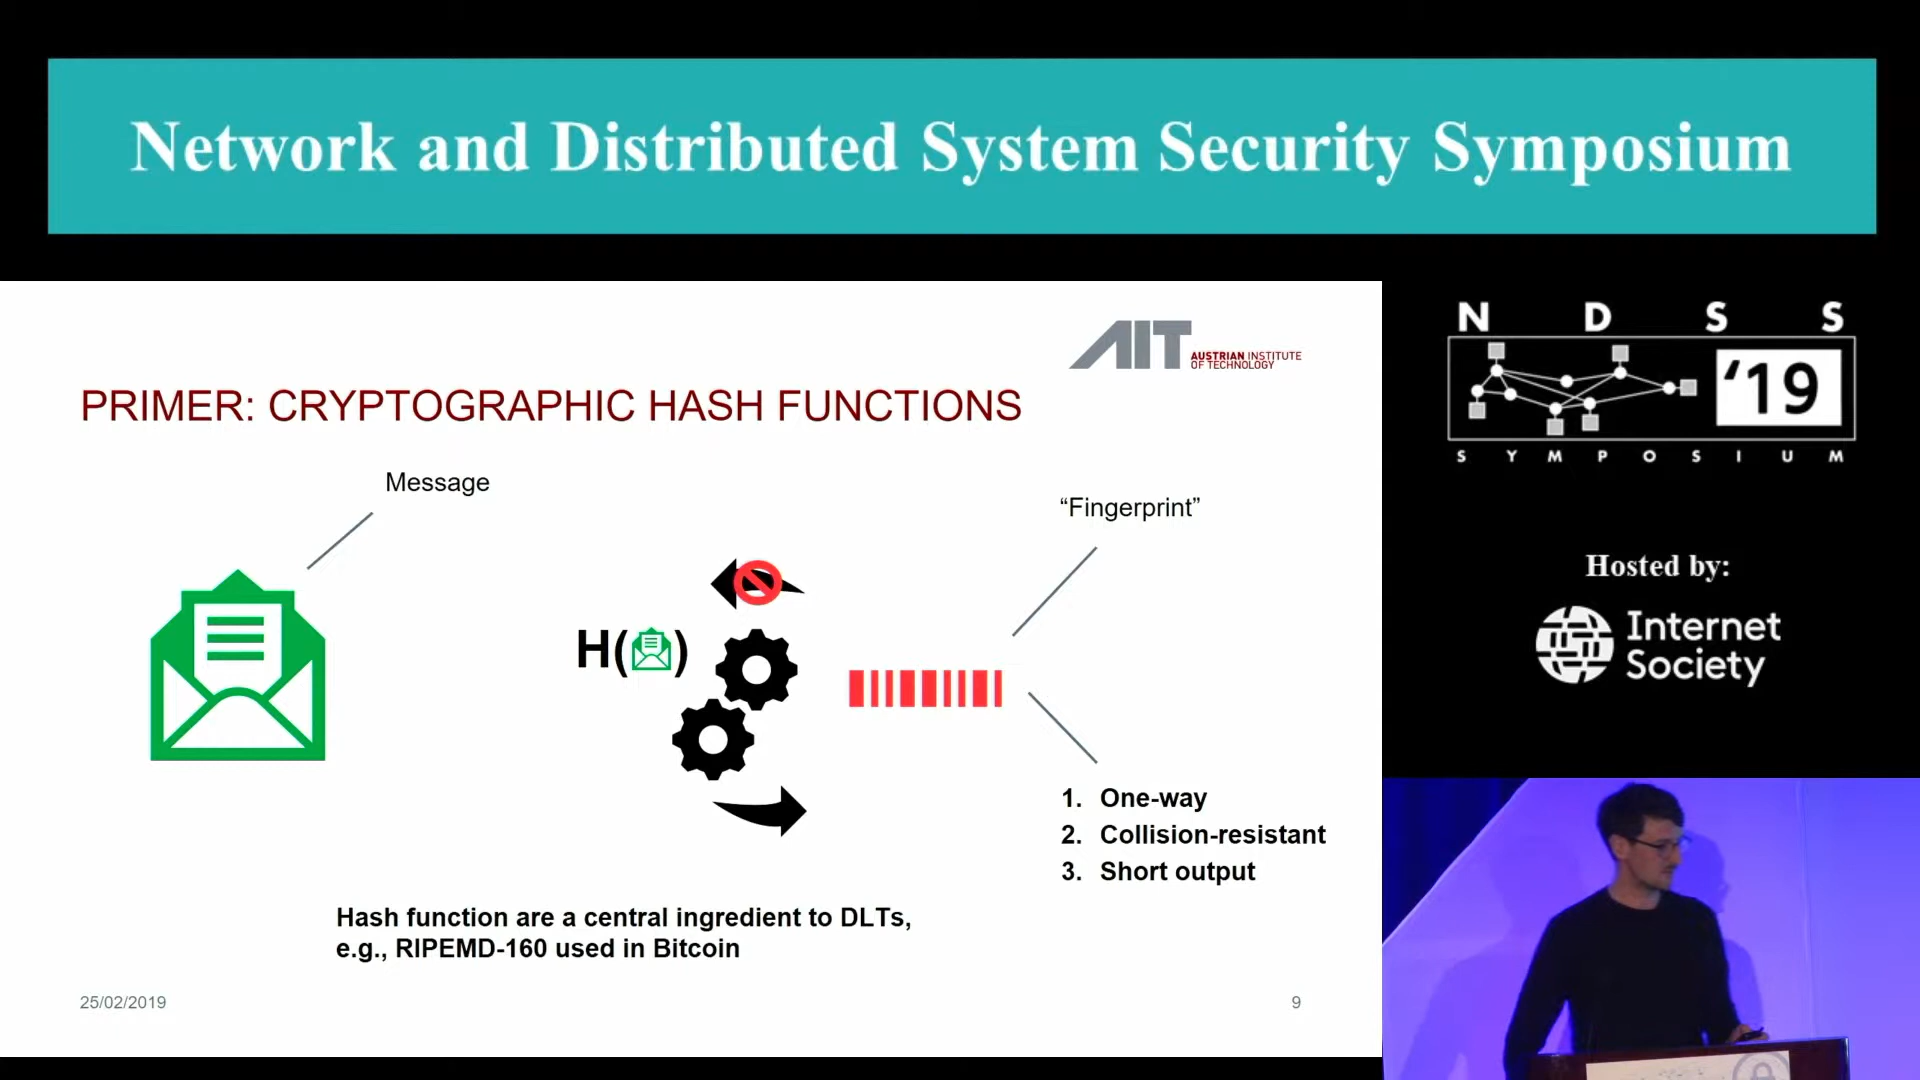 Network and Distributed System Security Symposium
N D S S
'19
S Y M P O S I U M
AIT AUSTRIAN INSTITUTE
OF TECHNOLOGY
PRIMER: CRYPTOGRAPHIC HASH FUNCTIONS
Message
“Fingerprint”
H( )
1. One-way
2. Collision-resistant
3. Short output
Hash function are a central ingredient to DLTs,
e.g., RIPEMD-160 used in Bitcoin
25/02/2019
9
Hosted by:
Internet
Society